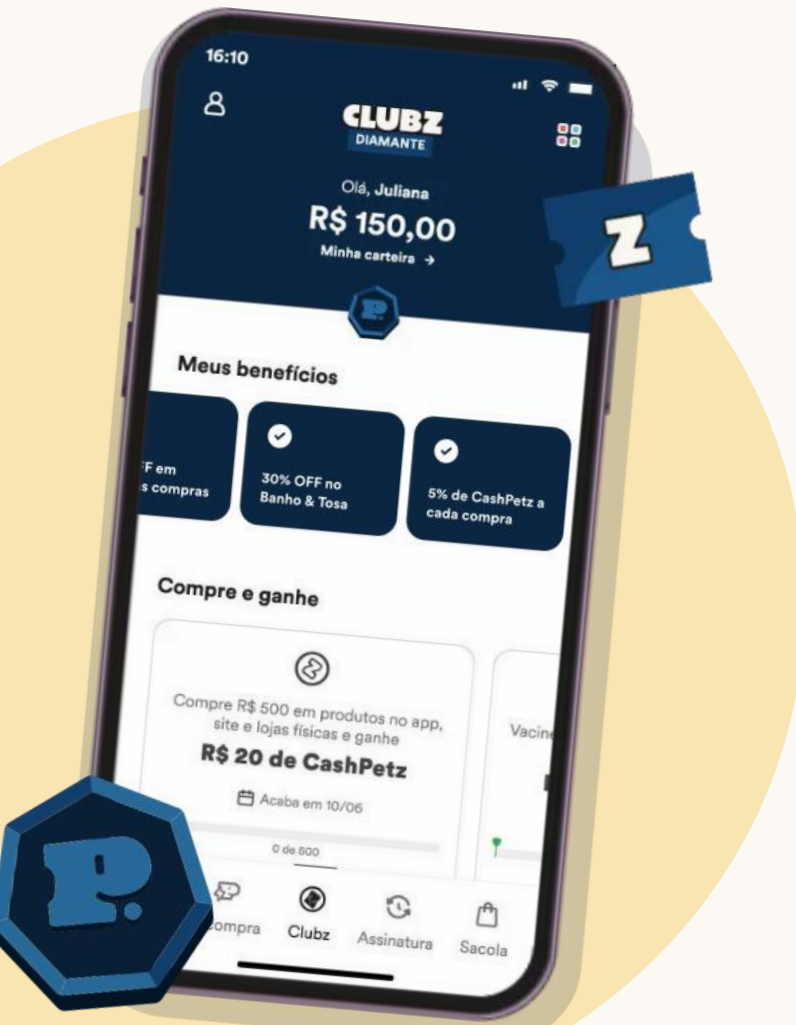 16:10
CLUBZ
DIAMANTE
Olá, Juliana
R$ 150,00
Minha carteira →
P.
Z
Meus benefícios
FF em
s compras
30% OFF no
Banho & Tosa
5% de CashPetz a
cada compra
Compre e ganhe
Compre R$ 500 em produtos no app,
site e lojas físicas e ganhe
R$ 20 de CashPetz
Acaba em 10/06
0 de 500
Vacine
P.
ompra
Clubz
Assinatura
Sacola